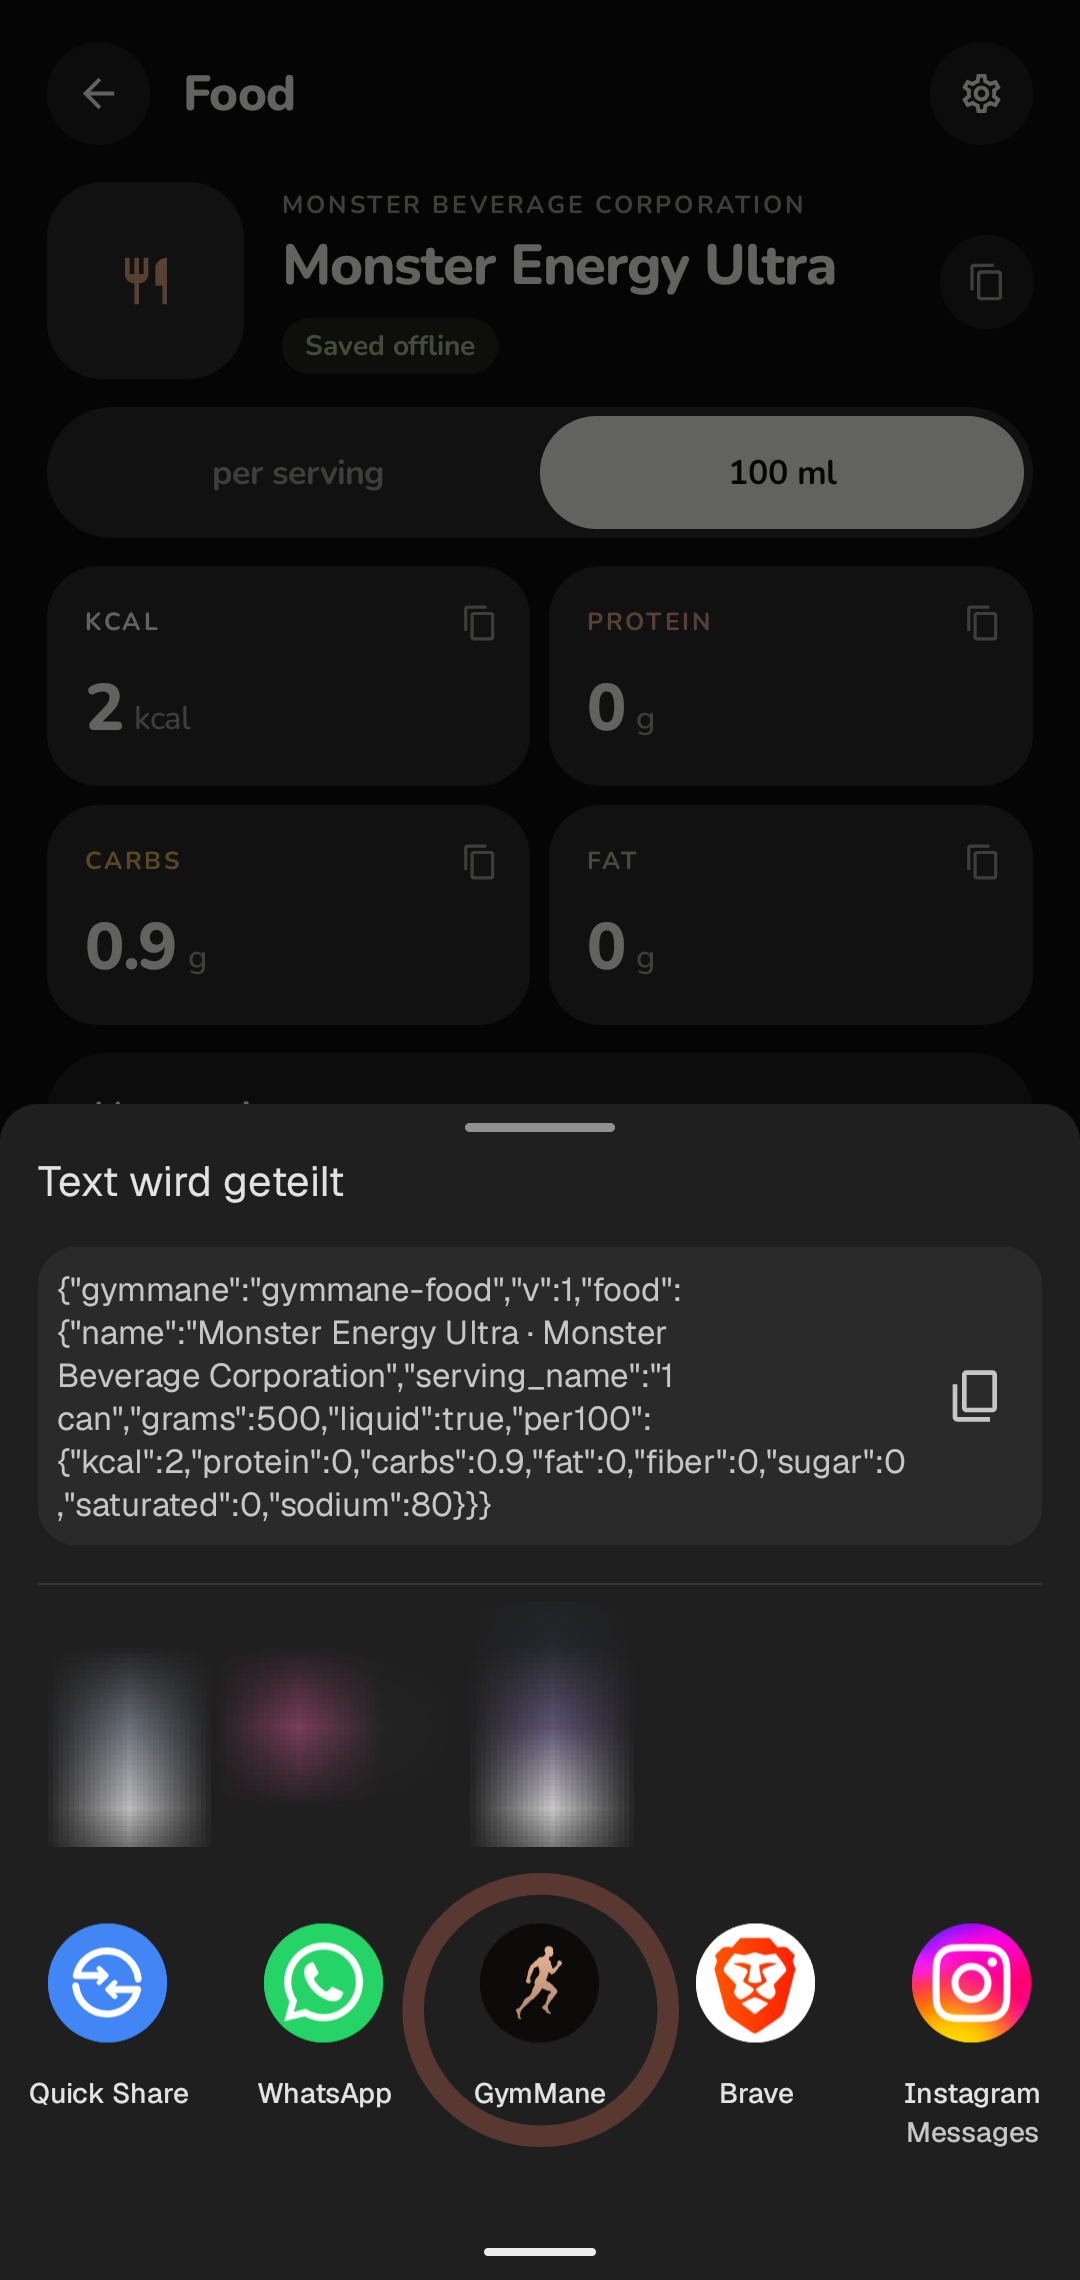 Food
MONSTER BEVERAGE CORPORATION
Monster Energy Ultra
Saved offline
per serving
100 ml
KCAL
PROTEIN
2 kcal
0 g
CARBS
FAT
0.9 g
0 g
Text wird geteilt
{"gymmane":"gymmane-food","v":1,"food":
{"name":"Monster Energy Ultra · Monster
Beverage Corporation","serving_name":"1
can","grams":500,"liquid":true,"per100":
{"kcal":2,"protein":0,"carbs":0.9,"fat":0,"fiber":0,"sugar":0
,"saturated":0,"sodium":80}}}
Quick Share
WhatsApp
GymMane
Brave
Instagram
Messages